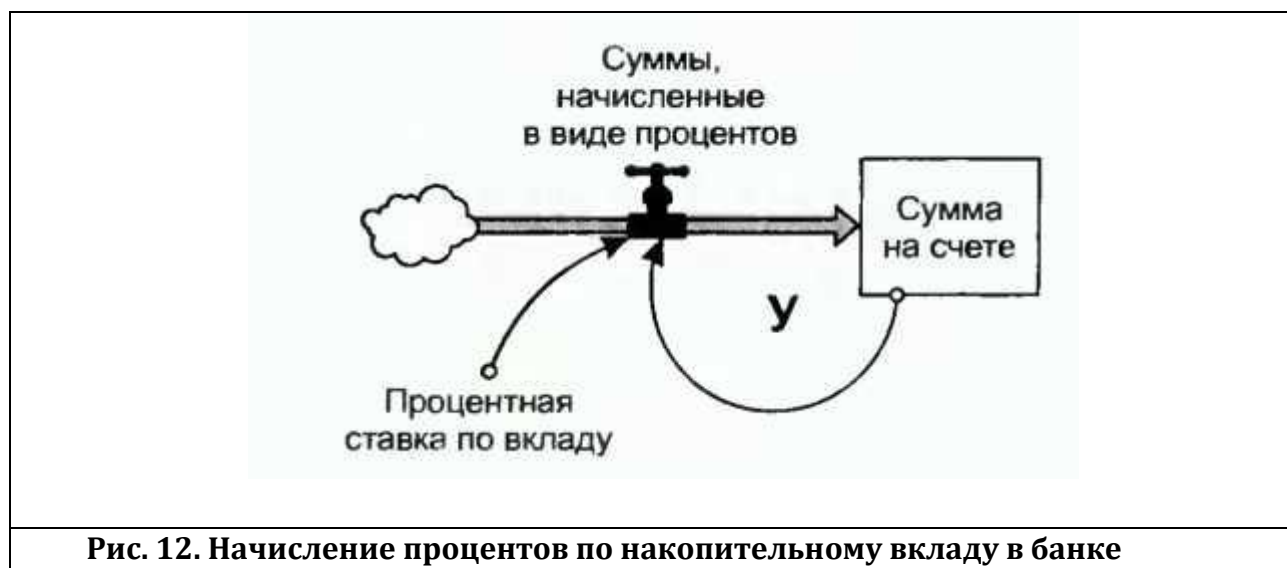 Суммы,
начисленные
в виде процентов
Сумма
на счете
У
Процентная
ставка по вкладу
Рис. 12. Начисление процентов по накопительному вкладу в банке